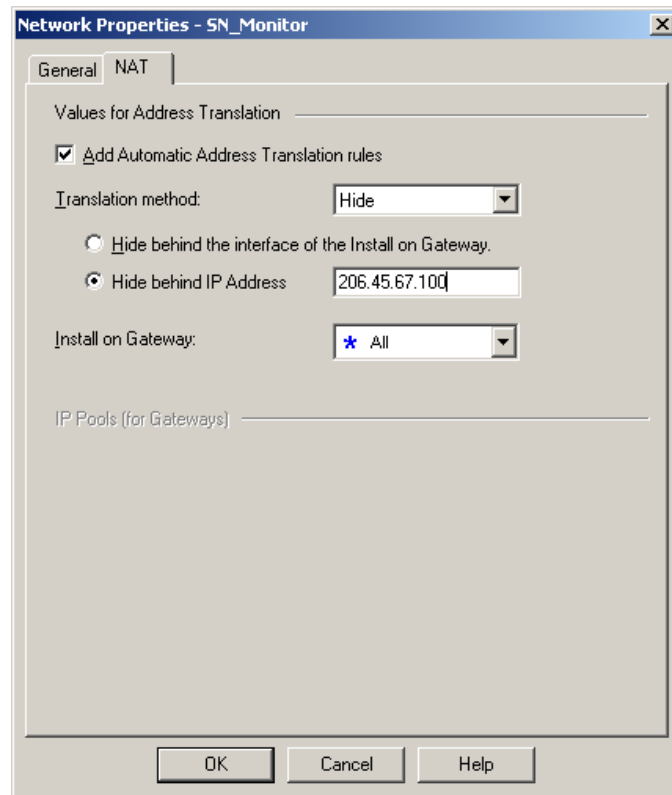 Network Properties - SN_Monitor
General NAT
Values for Address Translation
Add Automatic Address Translation rules
Translation method: Hide
Hide behind the interface of the Install on Gateway.
Hide behind IP Address 206.45.67.100
Install on Gateway: * All
IP Pools (for Gateways)
OK Cancel Help